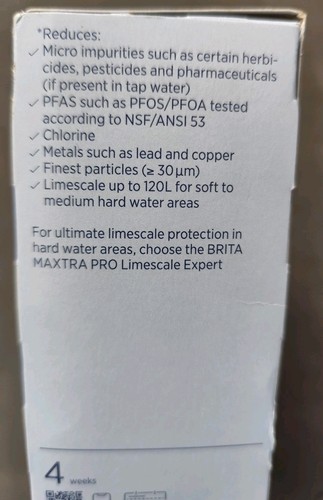 *Reduces:
✓ Micro impurities such as certain herbi-
cides, pesticides and pharmaceuticals
(if present in tap water)
✓ PFAS such as PFOS/PFOA tested
according to NSF/ANSI 53
✓ Chlorine
✓ Metals such as lead and copper
✓ Finest particles (≥ 30 µm)
✓ Limescale up to 120L for soft to
medium hard water areas
For ultimate limescale protection in
hard water areas, choose the BRITA
MAXTRA PRO Limescale Expert
4 weeks